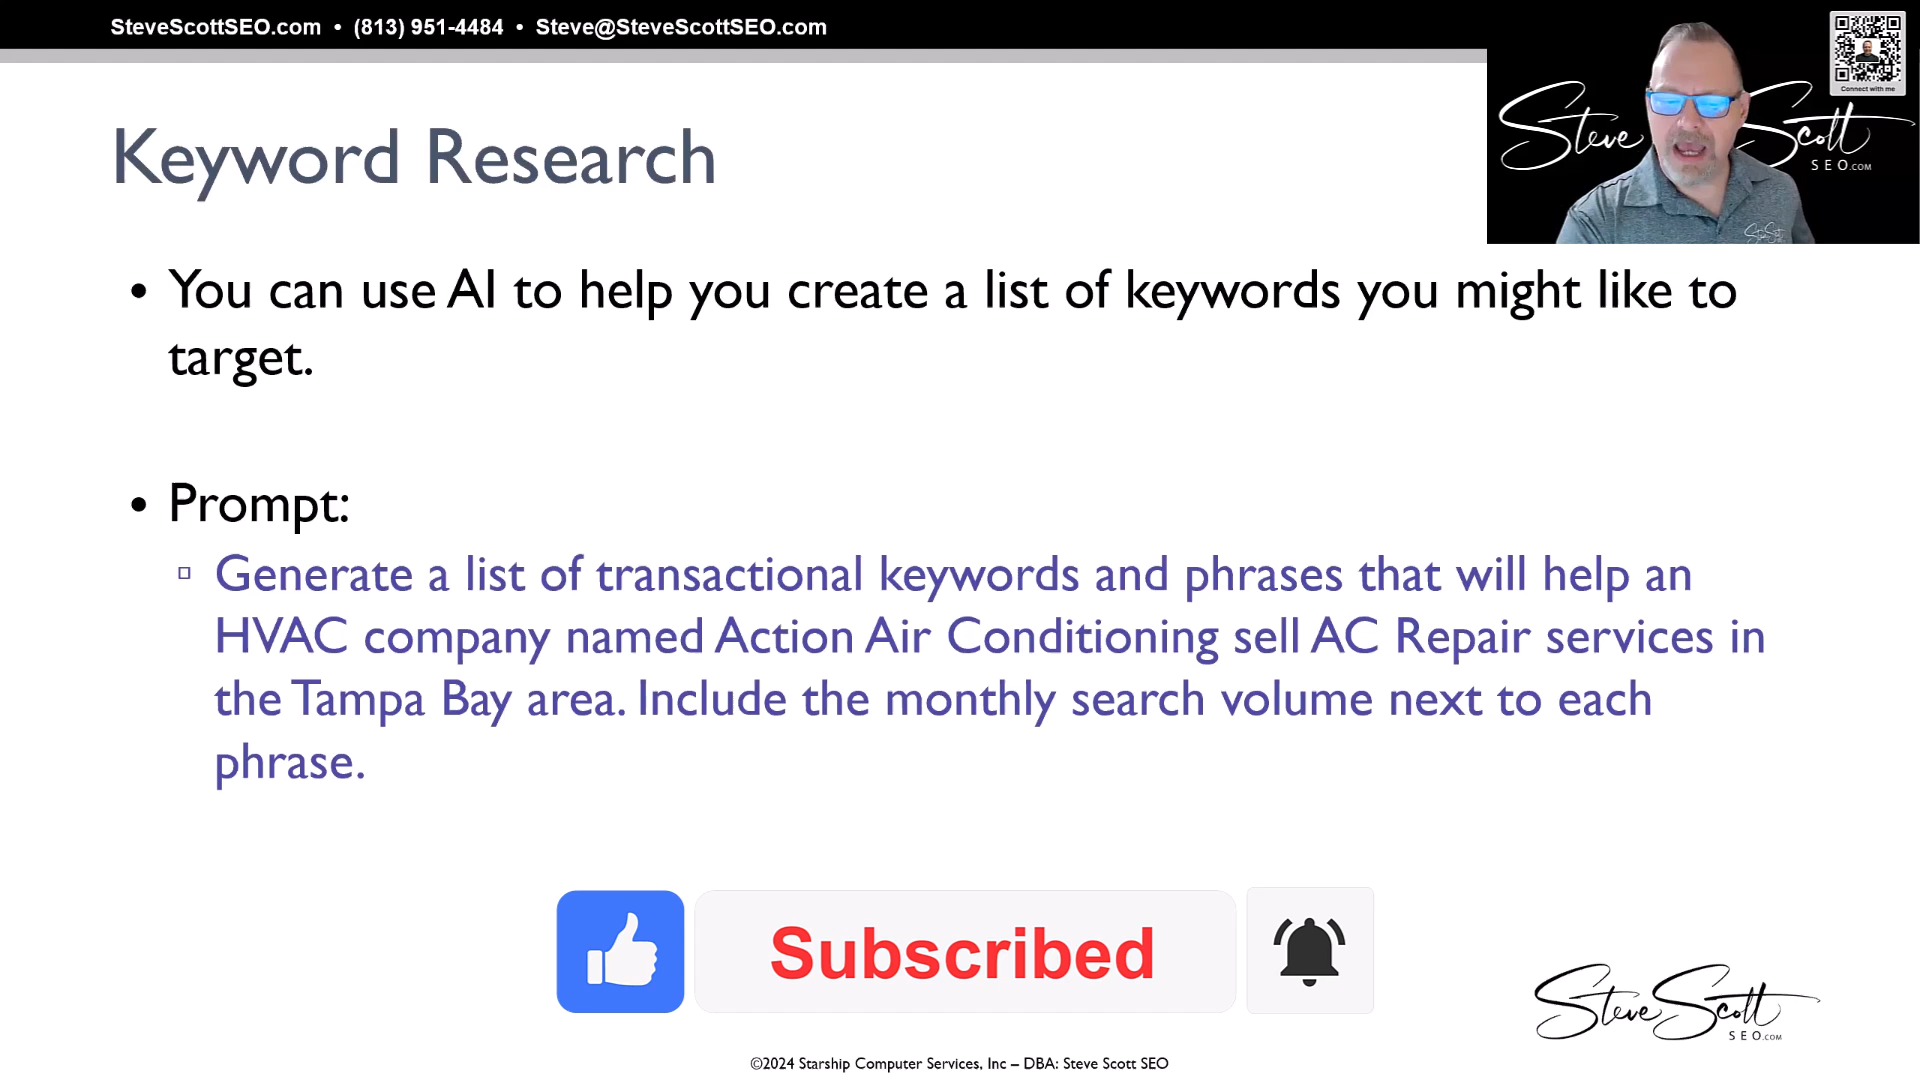 SteveScottSEO.com • (813) 951-4484 • Steve@SteveScottSEO.com
Connect with me
Steve Scott
SEO.COM
Keyword Research
• You can use AI to help you create a list of keywords you might like to
target.
• Prompt:
Generate a list of transactional keywords and phrases that will help an
HVAC company named Action Air Conditioning sell AC Repair services in
the Tampa Bay area. Include the monthly search volume next to each
phrase.
Subscribed
Steve Scott
SEO.COM
©2024 Starship Computer Services, Inc – DBA: Steve Scott SEO